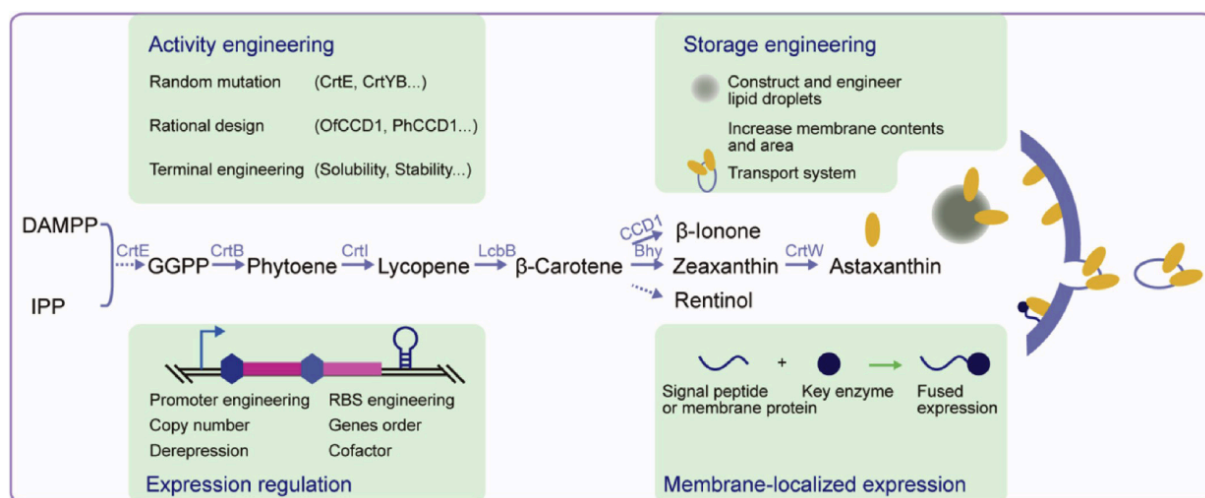 Activity engineering
Random mutation (CrtE, CrtYB...)
Rational design (OfCCD1, PhCCD1...)
Terminal engineering (Solubility, Stability...)
Storage engineering
Construct and engineer
lipid droplets
Increase membrane contents
and area
Transport system
DAMPP
IPP
CrtE
GGPP
CrtB
Phytoene
CrtI
Lycopene
LcbB
β-Carotene
CCD1
β-Ionone
Bhy
Zeaxanthin
CrtW
Astaxanthin
Rentinol
Promoter engineering RBS engineering
Copy number Genes order
Derepression Cofactor
Expression regulation
+
Signal peptide
or membrane protein
Key enzyme
Fused
expression
Membrane-localized expression